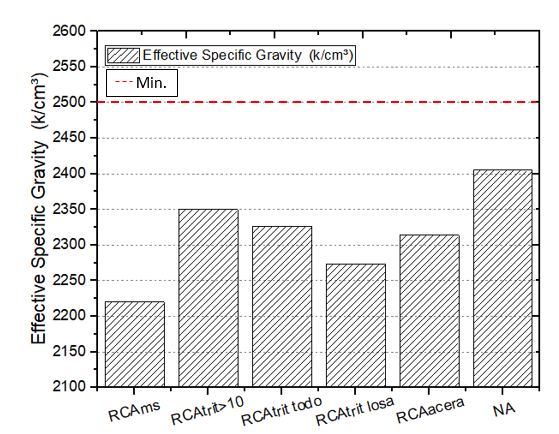 2600
2550
2500
2450
2400
2350
2300
2250
2200
2150
2100
Effective Specific Gravity (k/cm³)
Effective Specific Gravity (k/cm³)
Min.
RCAms
RCAtrit>10
RCAtrit todo
RCAtrit losa
RCAacera
NA